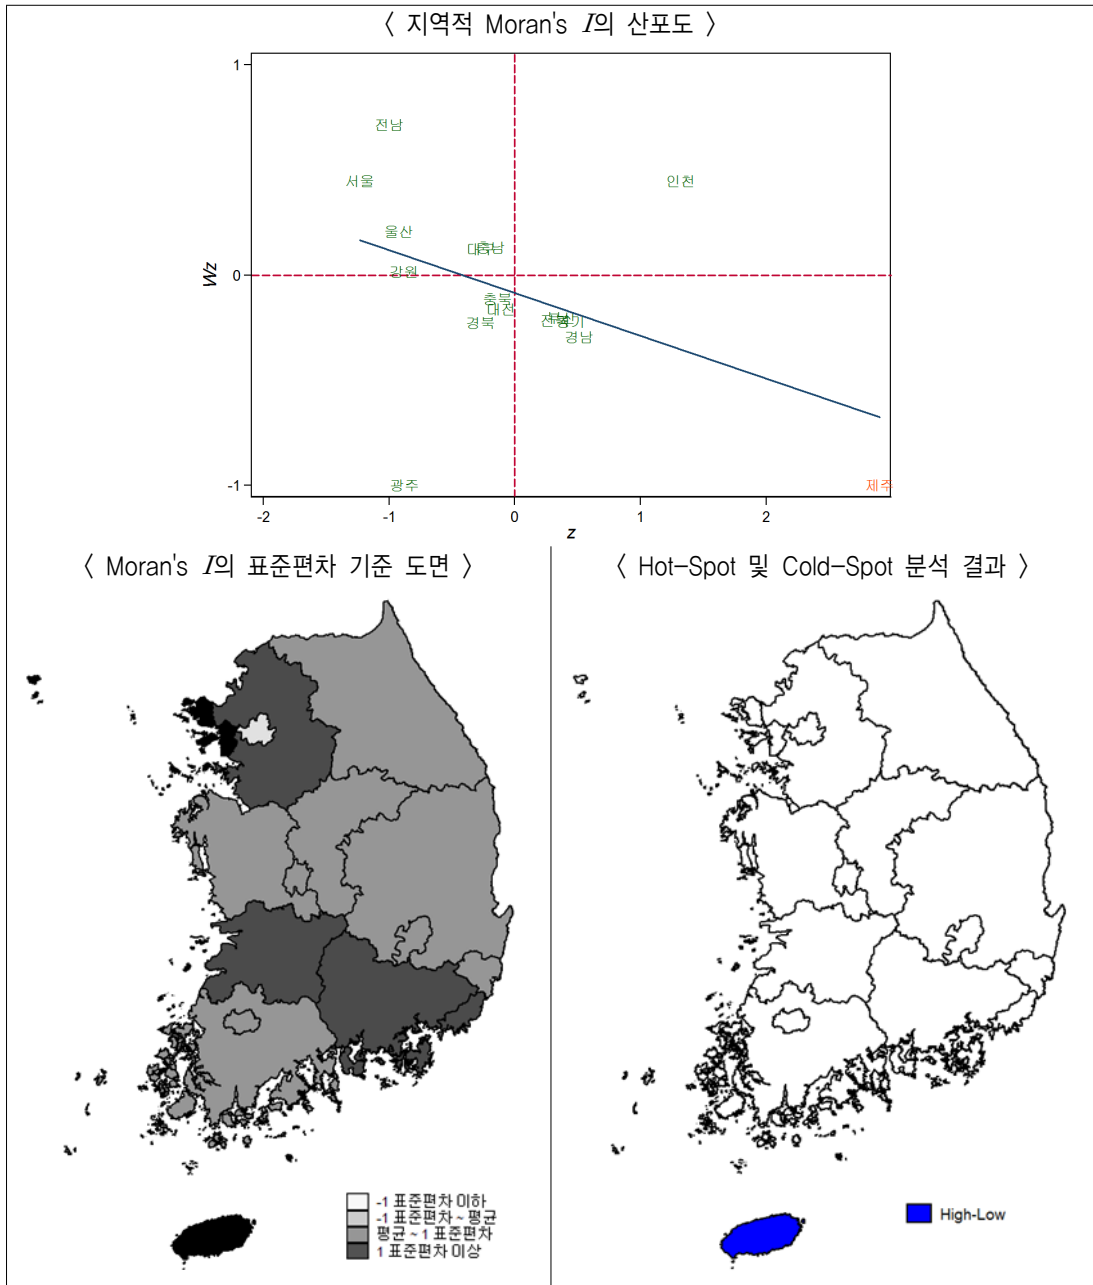 〈 지역적 Moran's I의 산포도 〉
1
전남
서울
인천
울산
대구
충남
Wz
0
강원
충북
대전
경북
전북
부산
경기
경남
-1
광주
제주
-2
-1
0
1
2
z
〈 Moran's I의 표준편차 기준 도면 〉
〈 Hot-Spot 및 Cold-Spot 분석 결과 〉
-1 표준편차 이하
-1 표준편차 ~ 평균
평균 ~ 1 표준편차
1 표준편차 이상
High-Low